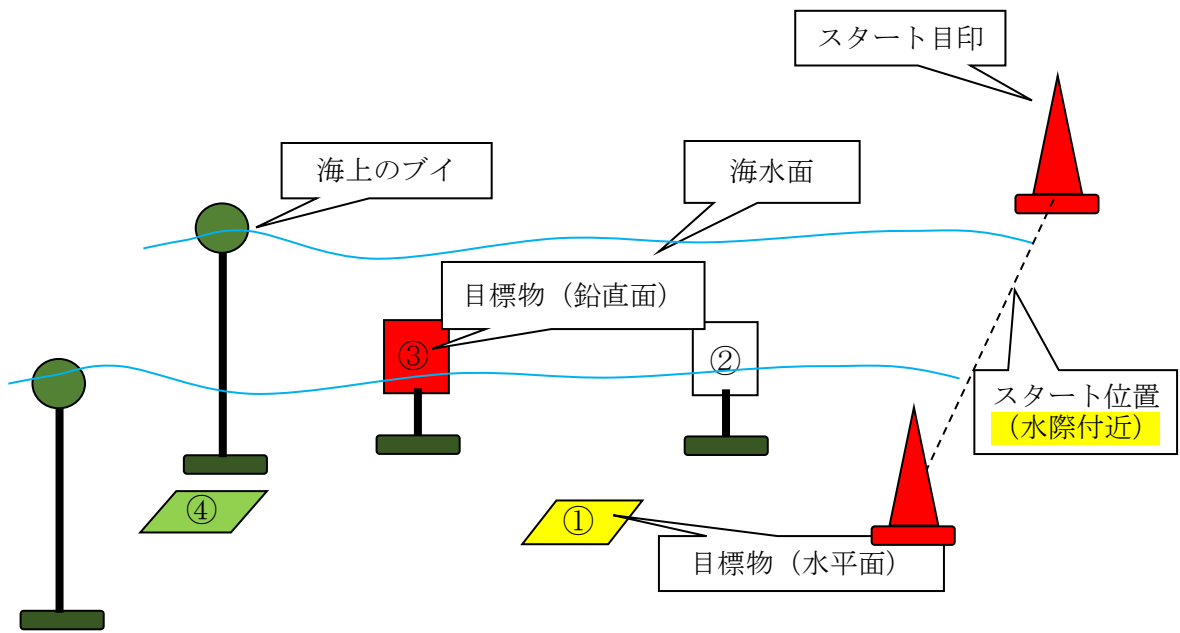 スタート目印
海上のブイ
海水面
目標物（鉛直面）
③
②
スタート位置
（水際付近）
④
①
目標物（水平面）